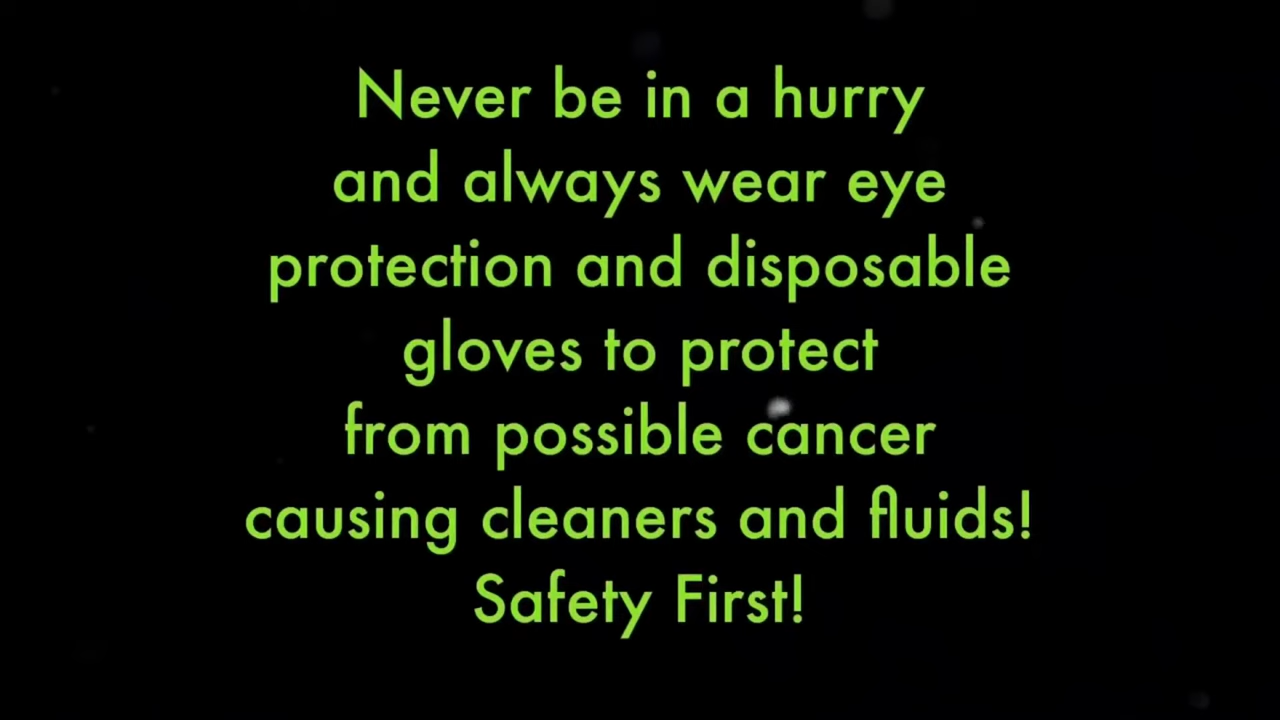 Never be in a hurry
and always wear eye
protection and disposable
gloves to protect
from possible cancer
causing cleaners and fluids!
Safety First!